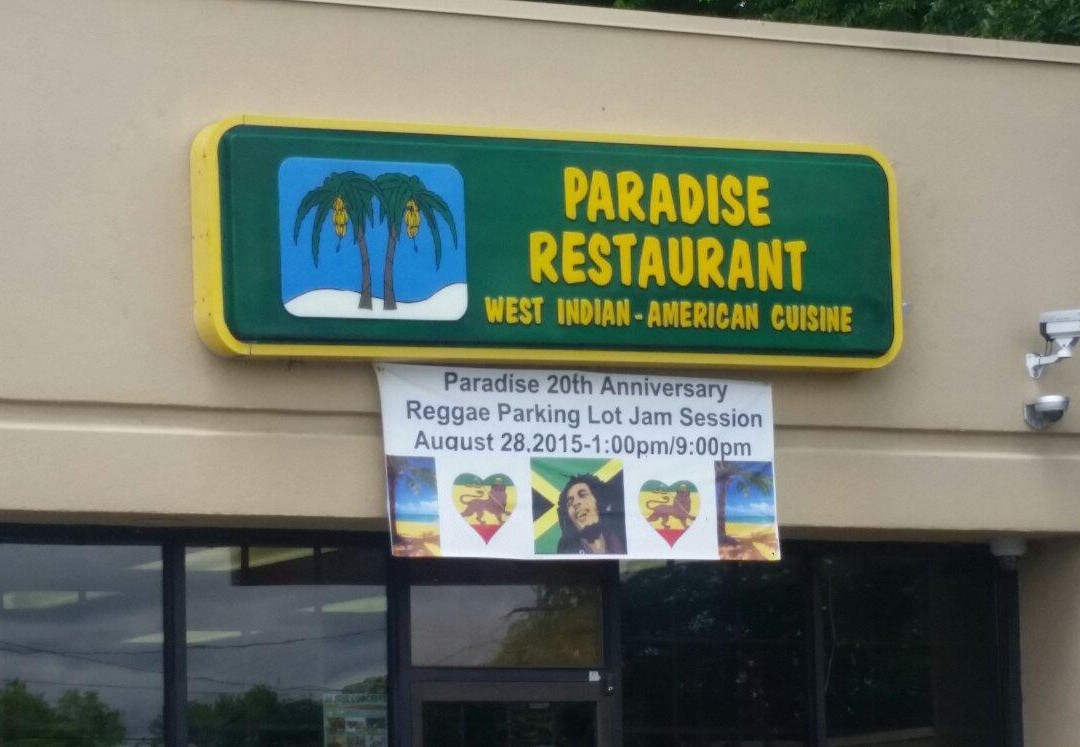 PARADISE
RESTAURANT
WEST INDIAN-AMERICAN CUISINE
Paradise 20th Anniversary
Reggae Parking Lot Jam Session
August 28,2015-1:00pm/9:00pm